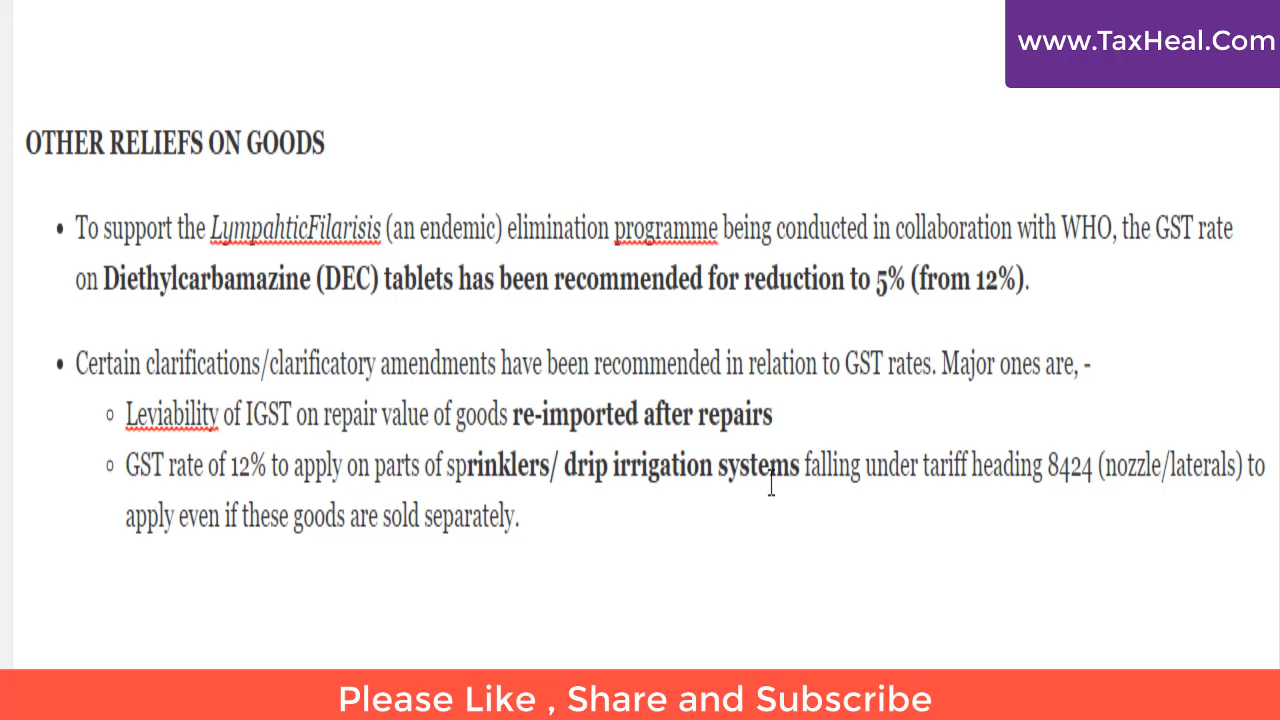 www.TaxHeal.Com
OTHER RELIEFS ON GOODS
• To support the LympahticFilarisis (an endemic) elimination programme being conducted in collaboration with WHO, the GST rate
on Diethylcarbamazine (DEC) tablets has been recommended for reduction to 5% (from 12%).
• Certain clarifications/clarificatory amendments have been recommended in relation to GST rates. Major ones are, -
○ Leviability of IGST on repair value of goods re-imported after repairs
○ GST rate of 12% to apply on parts of sprinklers/ drip irrigation systems falling under tariff heading 8424 (nozzle/laterals) to
apply even if these goods are sold separately.
Please Like , Share and Subscribe